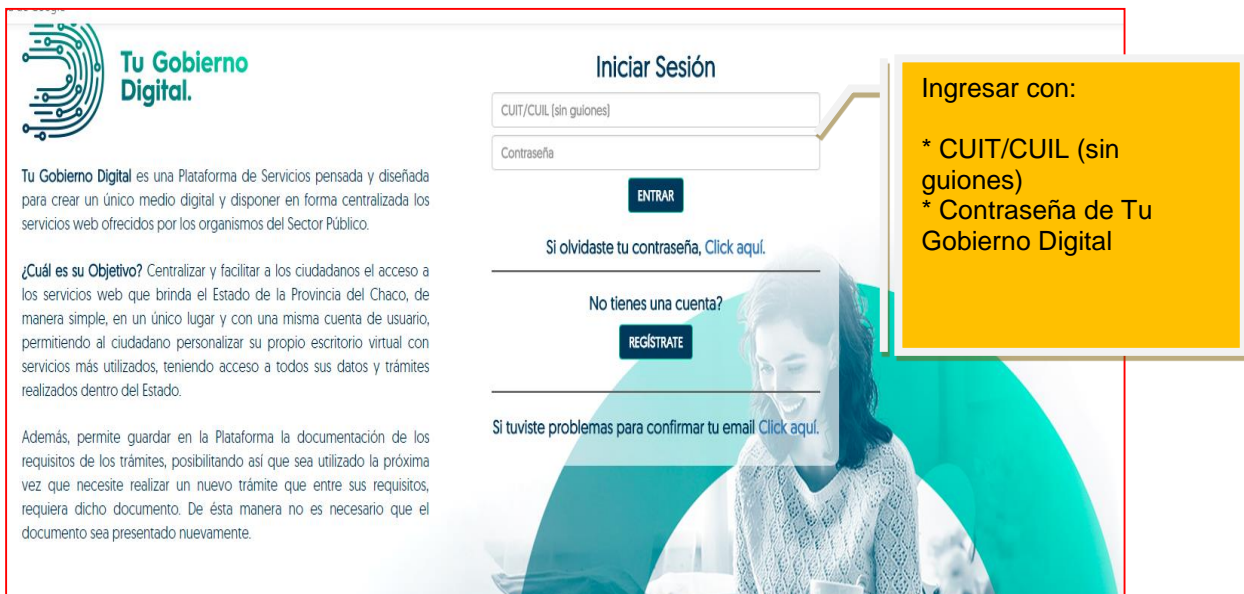 Tu Gobierno
Digital.
Tu Gobierno Digital es una Plataforma de Servicios pensada y diseñada
para crear un único medio digital y disponer en forma centralizada los
servicios web ofrecidos por los organismos del Sector Público.
¿Cuál es su Objetivo? Centralizar y facilitar a los ciudadanos el acceso a
los servicios web que brinda el Estado de la Provincia del Chaco, de
manera simple, en un único lugar y con una misma cuenta de usuario,
permitiendo al ciudadano personalizar su propio escritorio virtual con
servicios más utilizados, teniendo acceso a todos sus datos y trámites
realizados dentro del Estado.
Además, permite guardar en la Plataforma la documentación de los
requisitos de los trámites, posibilitando así que sea utilizado la próxima
vez que necesite realizar un nuevo trámite que entre sus requisitos,
requiera dicho documento. De ésta manera no es necesario que el
documento sea presentado nuevamente.
Iniciar Sesión
CUIT/CUIL (sin guiones)
Contraseña
ENTRAR
Si olvidaste tu contraseña, Click aquí.
No tienes una cuenta?
REGÍSTRATE
Si tuviste problemas para confirmar tu email Click aquí.
Ingresar con:
* CUIT/CUIL (sin
guiones)
* Contraseña de Tu
Gobierno Digital